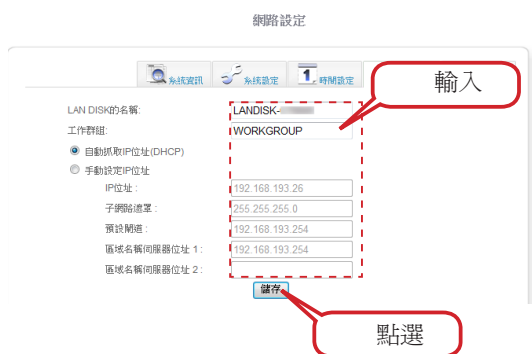 網路設定
系統資訊 系統設定 1 時間設定
輸入
LAN DISK的名稱: LANDISK-
工作群組: WORKGROUP
自動抓取IP位址(DHCP)
手動設定IP位址
IP位址 : 192.168.193.26
子網路遮罩 : 255.255.255.0
預設閘道 : 192.168.193.254
區域名稱伺服器位址 1 : 192.168.193.254
區域名稱伺服器位址 2 :
儲存
點選